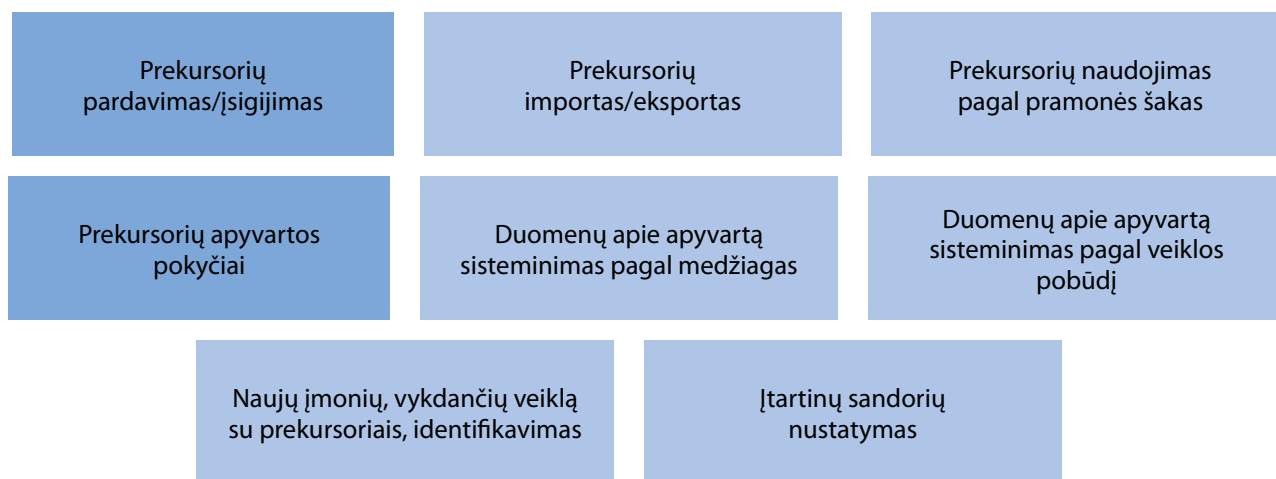 Prekursorių
pardavimas/įsigijimas
Prekursorių
importas/eksportas
Prekursorių naudojimas
pagal pramonės šakas
Prekursorių apyvartos
pokyčiai
Duomenų apie apyvartą
sisteminimas pagal medžiagas
Duomenų apie apyvartą
sisteminimas pagal veiklos
pobūdį
Naujų įmonių, vykdančių veiklą
su prekursoriais, identifikavimas
Įtartinų sandorių
nustatymas